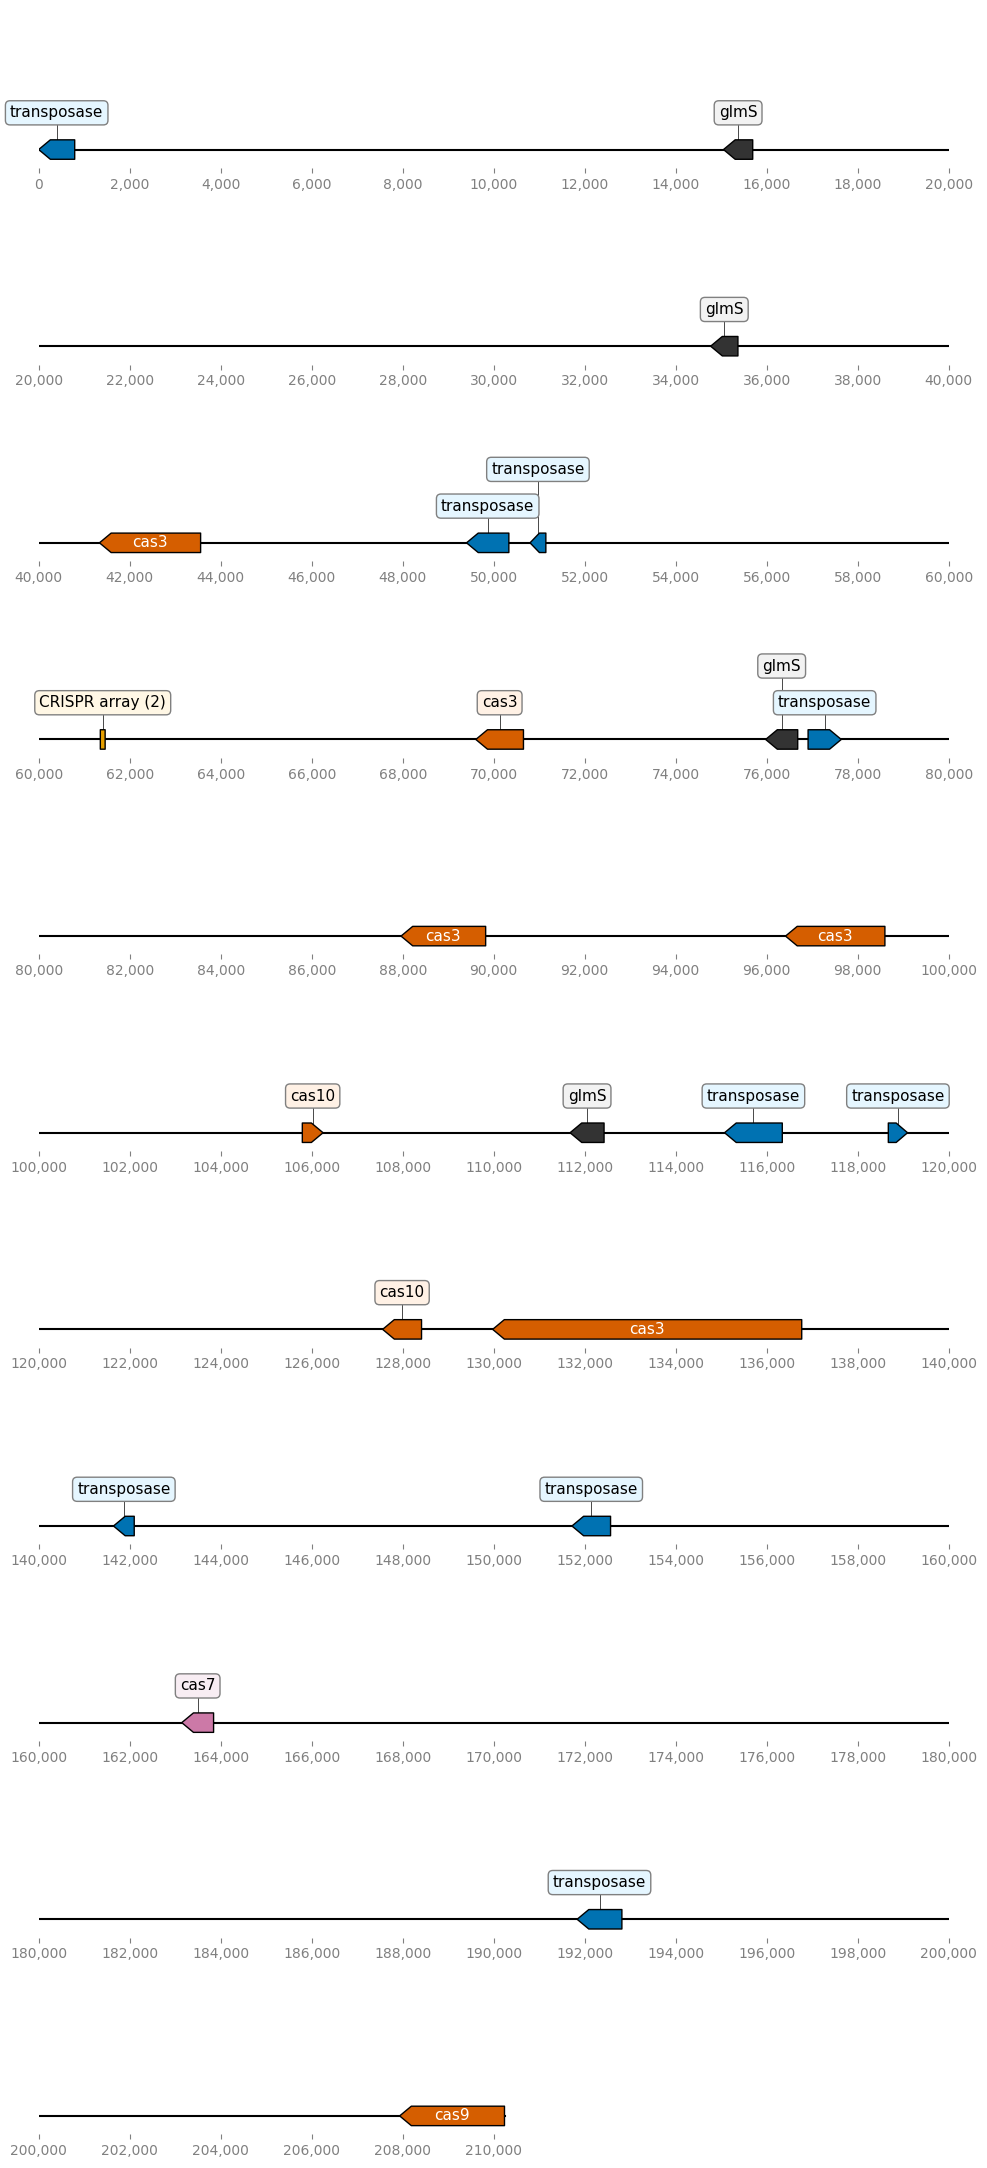 transposase glmS
0 2,000 4,000 6,000 8,000 10,000 12,000 14,000 16,000 18,000 20,000
glmS
20,000 22,000 24,000 26,000 28,000 30,000 32,000 34,000 36,000 38,000 40,000
transposase
transposase
cas3
40,000 42,000 44,000 46,000 48,000 50,000 52,000 54,000 56,000 58,000 60,000
glmS
CRISPR array (2) cas3 transposase
60,000 62,000 64,000 66,000 68,000 70,000 72,000 74,000 76,000 78,000 80,000
cas3 cas3
80,000 82,000 84,000 86,000 88,000 90,000 92,000 94,000 96,000 98,000 100,000
cas10 glmS transposase transposase
100,000 102,000 104,000 106,000 108,000 110,000 112,000 114,000 116,000 118,000 120,000
cas10
cas3
120,000 122,000 124,000 126,000 128,000 130,000 132,000 134,000 136,000 138,000 140,000
transposase transposase
140,000 142,000 144,000 146,000 148,000 150,000 152,000 154,000 156,000 158,000 160,000
cas7
160,000 162,000 164,000 166,000 168,000 170,000 172,000 174,000 176,000 178,000 180,000
transposase
180,000 182,000 184,000 186,000 188,000 190,000 192,000 194,000 196,000 198,000 200,000
cas9
200,000 202,000 204,000 206,000 208,000 210,000